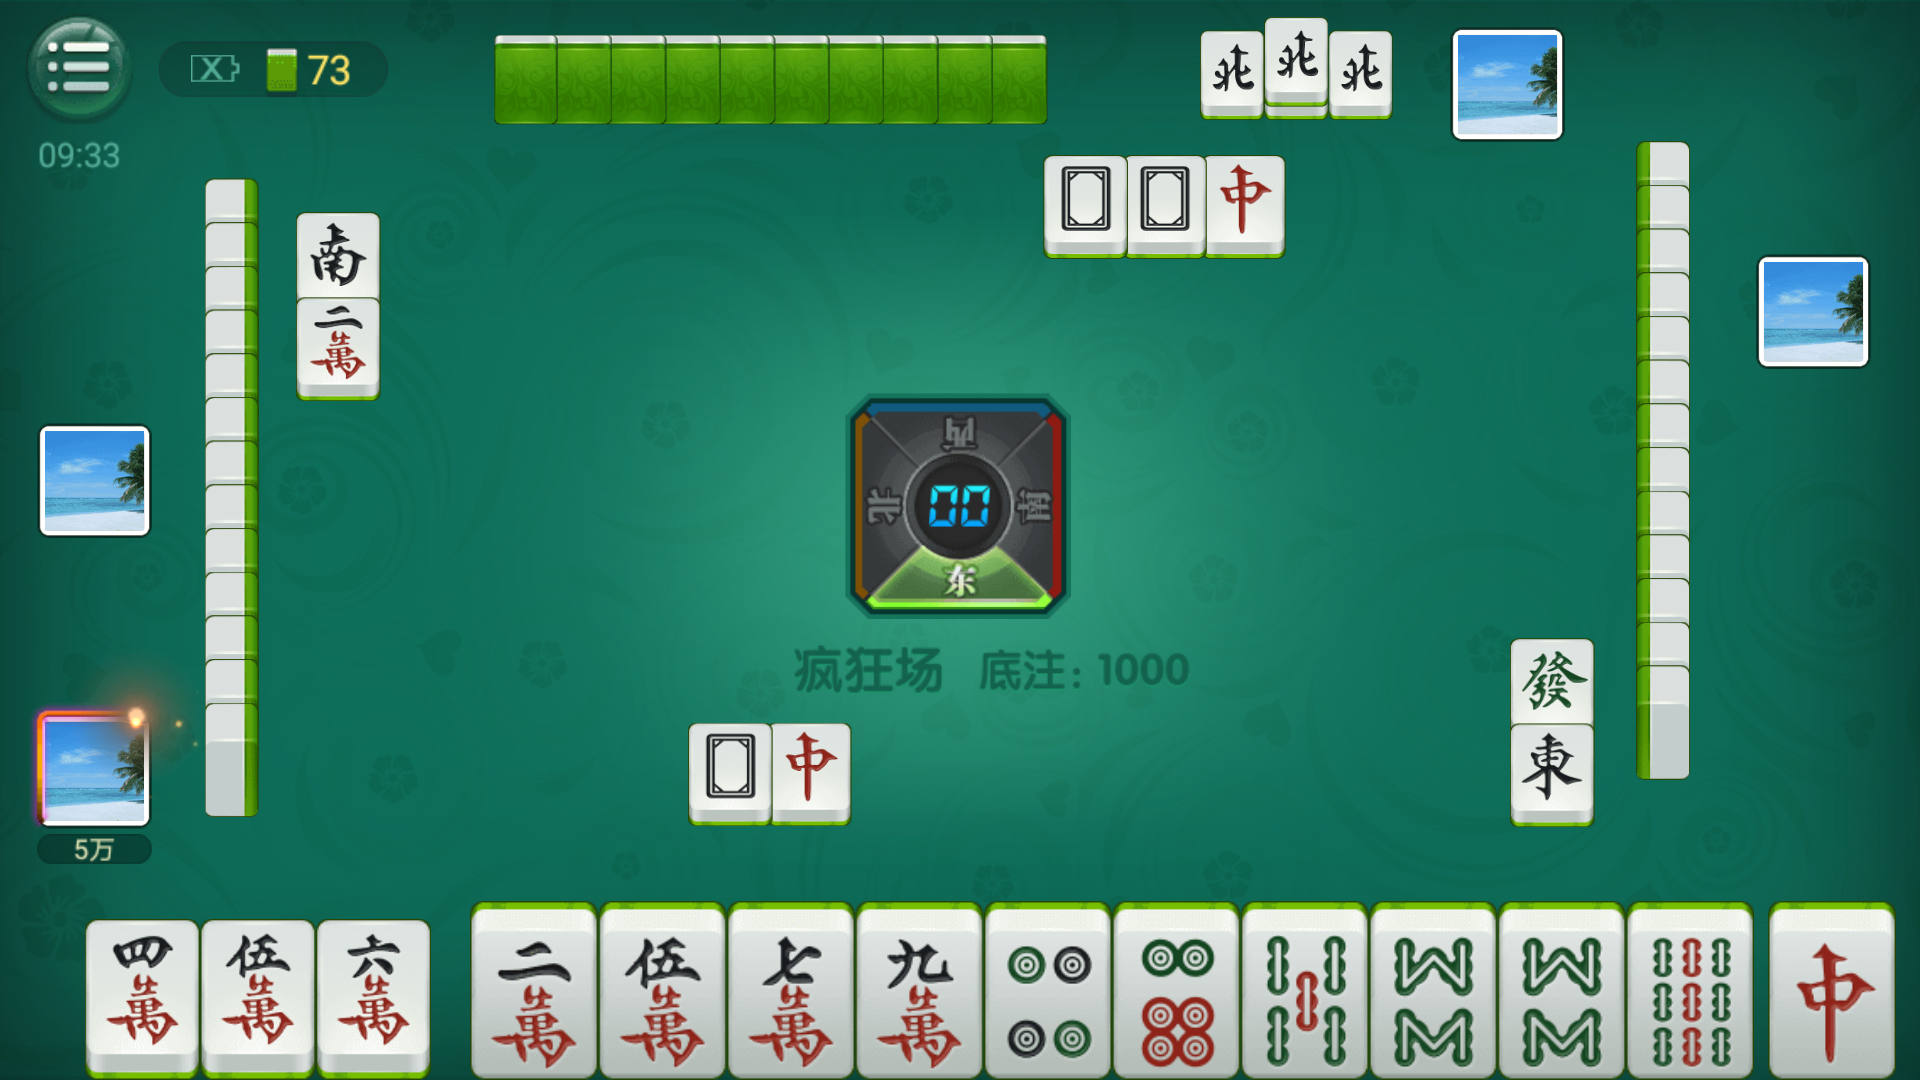 73
09:33
北 北 北
中
南
二萬
西
北 00 南
东
疯狂场 底注: 1000
發
東
中
5万
四萬 伍萬 六萬 二萬 伍萬 七萬 九萬 中